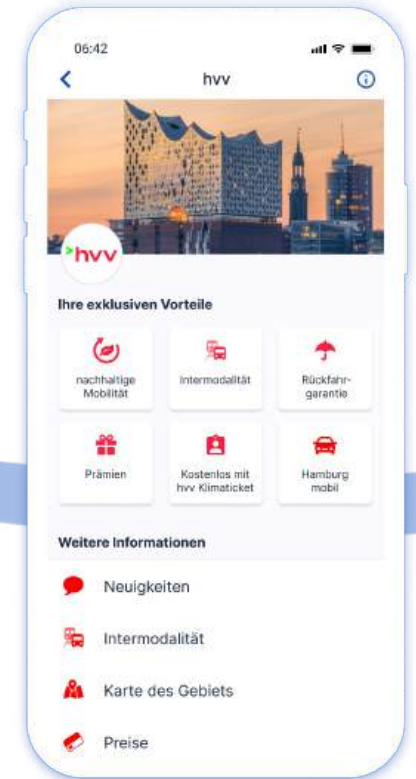 06:42
hvv
hvv
Ihre exklusiven Vorteile
nachhaltige
Mobilität
Intermodalität
Rückfahr-
garantie
Prämien
Kostenlos mit
hvv Klimaticket
Hamburg
mobil
Weitere Informationen
Neuigkeiten
Intermodalität
Karte des Gebiets
Preise